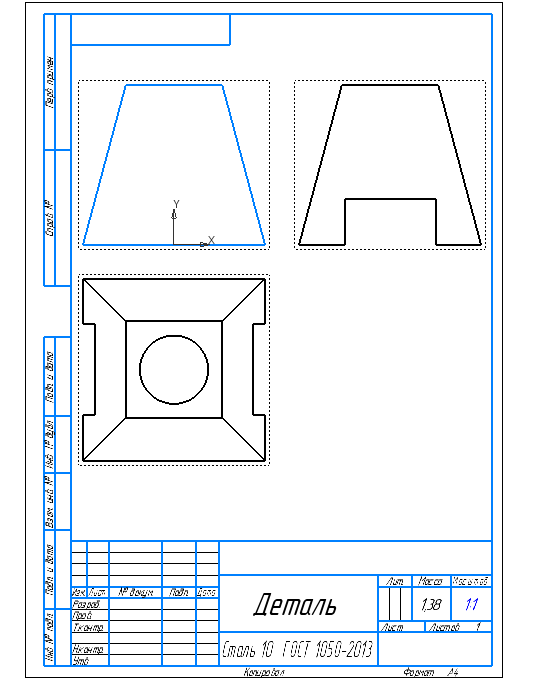 Перв. примен.
Справ. №
Y
X
Подп. и дата
Инв. № дубл.
Взам. инв. №
Подп. и дата
Инв. № подл.
Изм. Лист № докум. Подп. Дата
Разраб.
Пров.
Т.контр.
Н.контр.
Утв.
Деталь
Сталь 10 ГОСТ 1050-2013
Лит. Масса Масштаб
1,38 1:1
Лист Листов 1
Копировал Формат A4